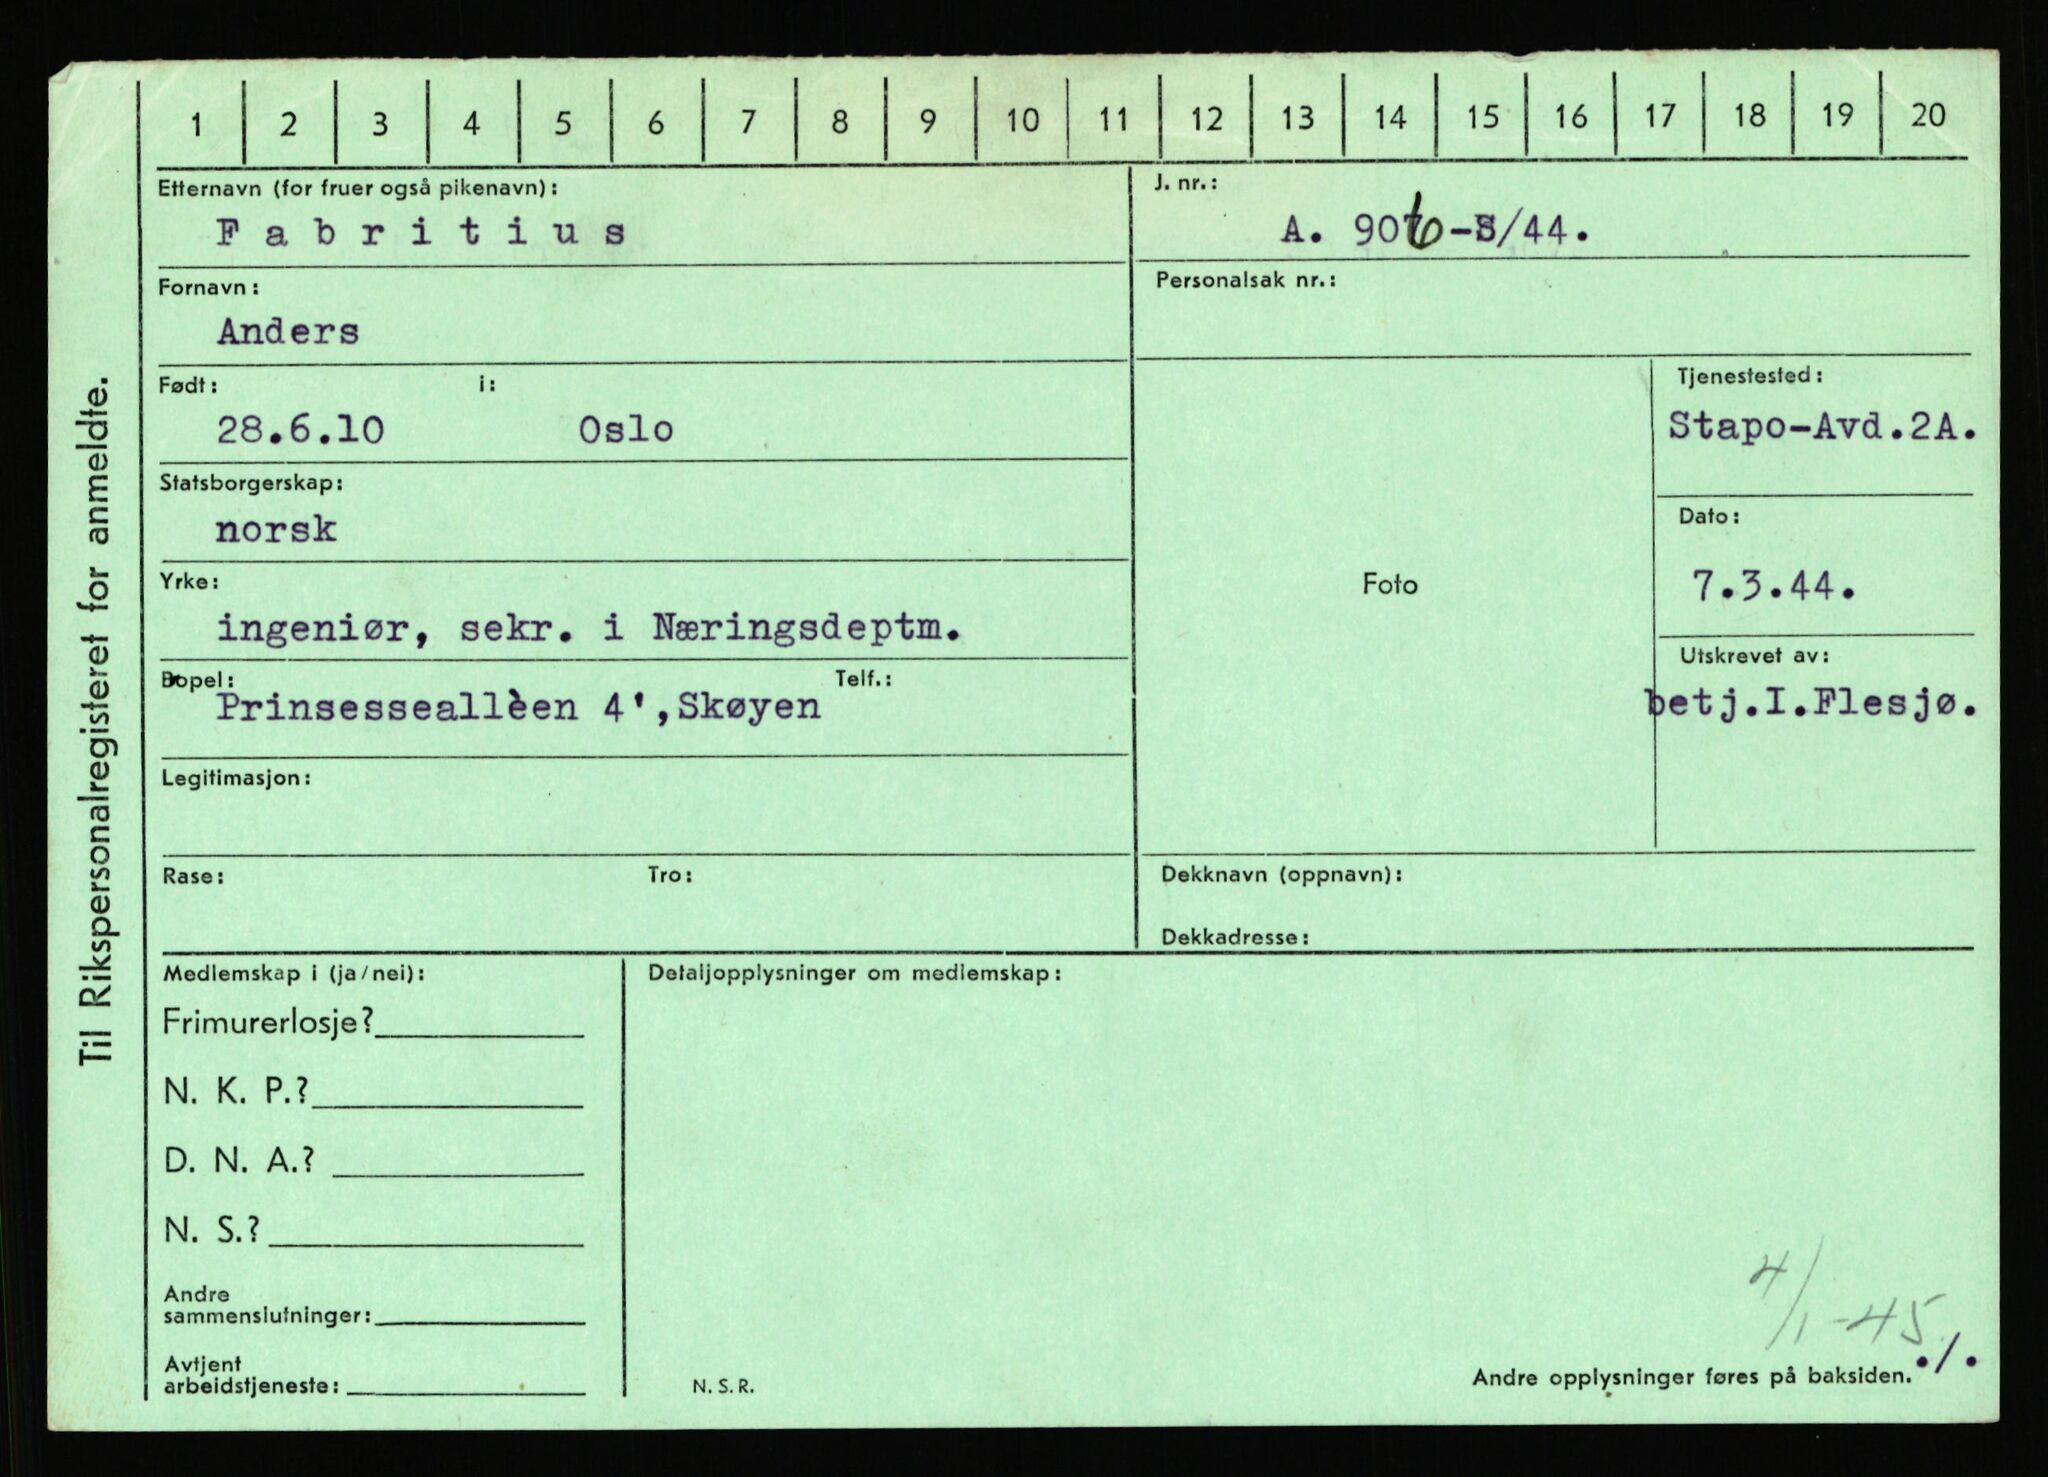 Til Rikspersonalregisteret for anmeldte.
1 2 3 4 5 6 7 8 9 10 11 12 13 14 15 16 17 18 19 20
Etternavn (for fruer også pikenavn):
Fabritius
J. nr.:
A. 906-S/44.
Fornavn:
Anders
Personalsak nr.:
Født: i:
28.6.10 Oslo
Statsborgerskap:
norsk
Yrke:
ingeniør, sekr. i Næringsdeptm.
Bopel: Telf.:
Prinsesseallèen 4',Skøyen
Legitimasjon:
Rase: Tro:
Foto
Tjenestested:
Stapo-Avd.2A.
Dato:
7.3.44.
Utskrevet av:
betj.I.Flesjø.
Dekknavn (oppnavn):
Dekkadresse:
Medlemskap i (ja/nei):
Frimurerlosje?
N. K. P.?
D. N. A.?
N. S.?
Andre
sammenslutninger:
Avtjent
arbeidstjeneste:
Detaljopplysninger om medlemskap:
4/1-45
N. S. R.
Andre opplysninger føres på baksiden. ./.